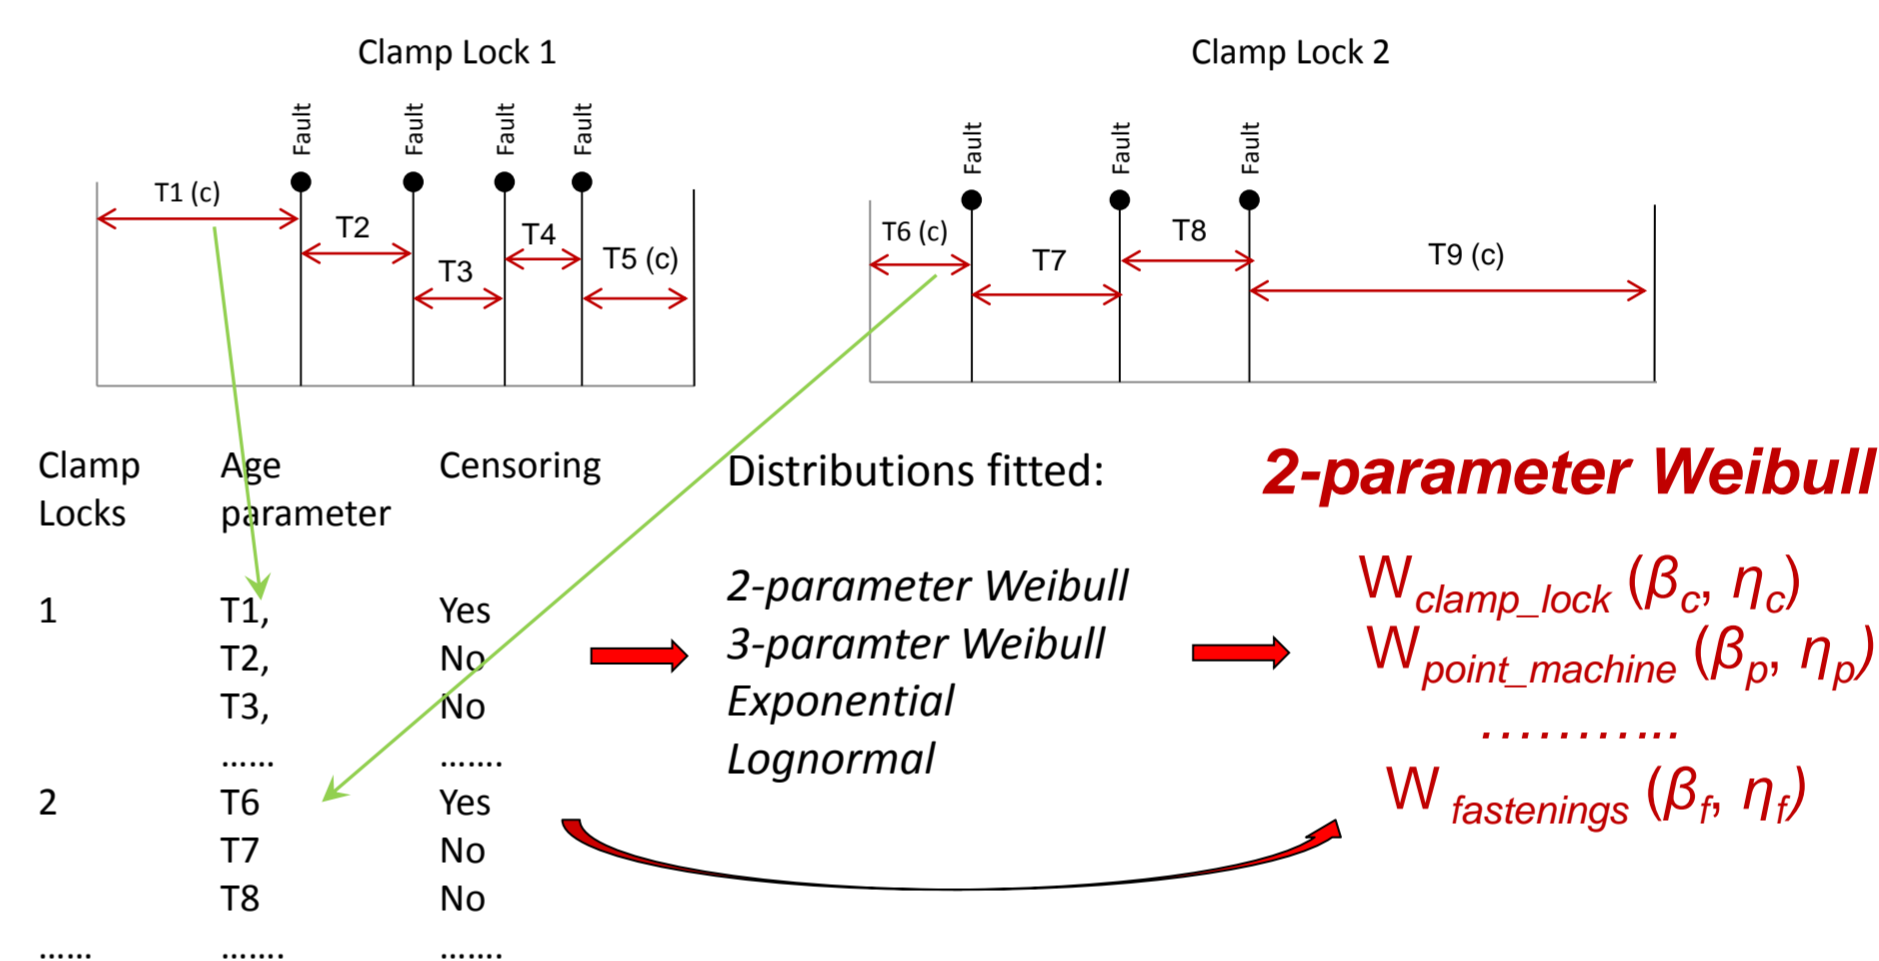 Clamp Lock 1
Fault
Fault
Fault
Fault
T1 (c)
T2
T3
T4
T5 (c)
Clamp Lock 2
Fault
Fault
Fault
T6 (c)
T7
T8
T9 (c)
Clamp Locks
Age parameter
Censoring
1
T1,
Yes
T2,
No
T3,
No
......
.......
2
T6
Yes
T7
No
T8
No
......
.......
.......
Distributions fitted:
2-parameter Weibull
3-paramter Weibull
Exponential
Lognormal
2-parameter Weibull
W clamp_lock (βc, ηc)
W point_machine (βp, ηp)
...........
W fastenings (βf, ηf)